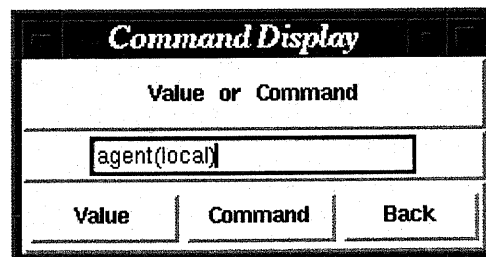 Command Display
Value or Command
agent(local)
Value Command Back